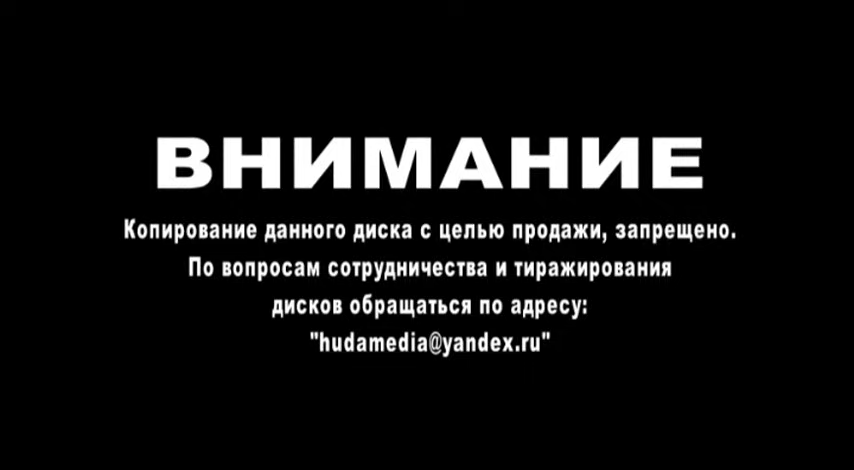 ВНИМАНИЕ
Копирование данного диска с целью продажи, запрещено.
По вопросам сотрудничества и тиражирования
дисков обращаться по адресу:
"hudamedia@yandex.ru"